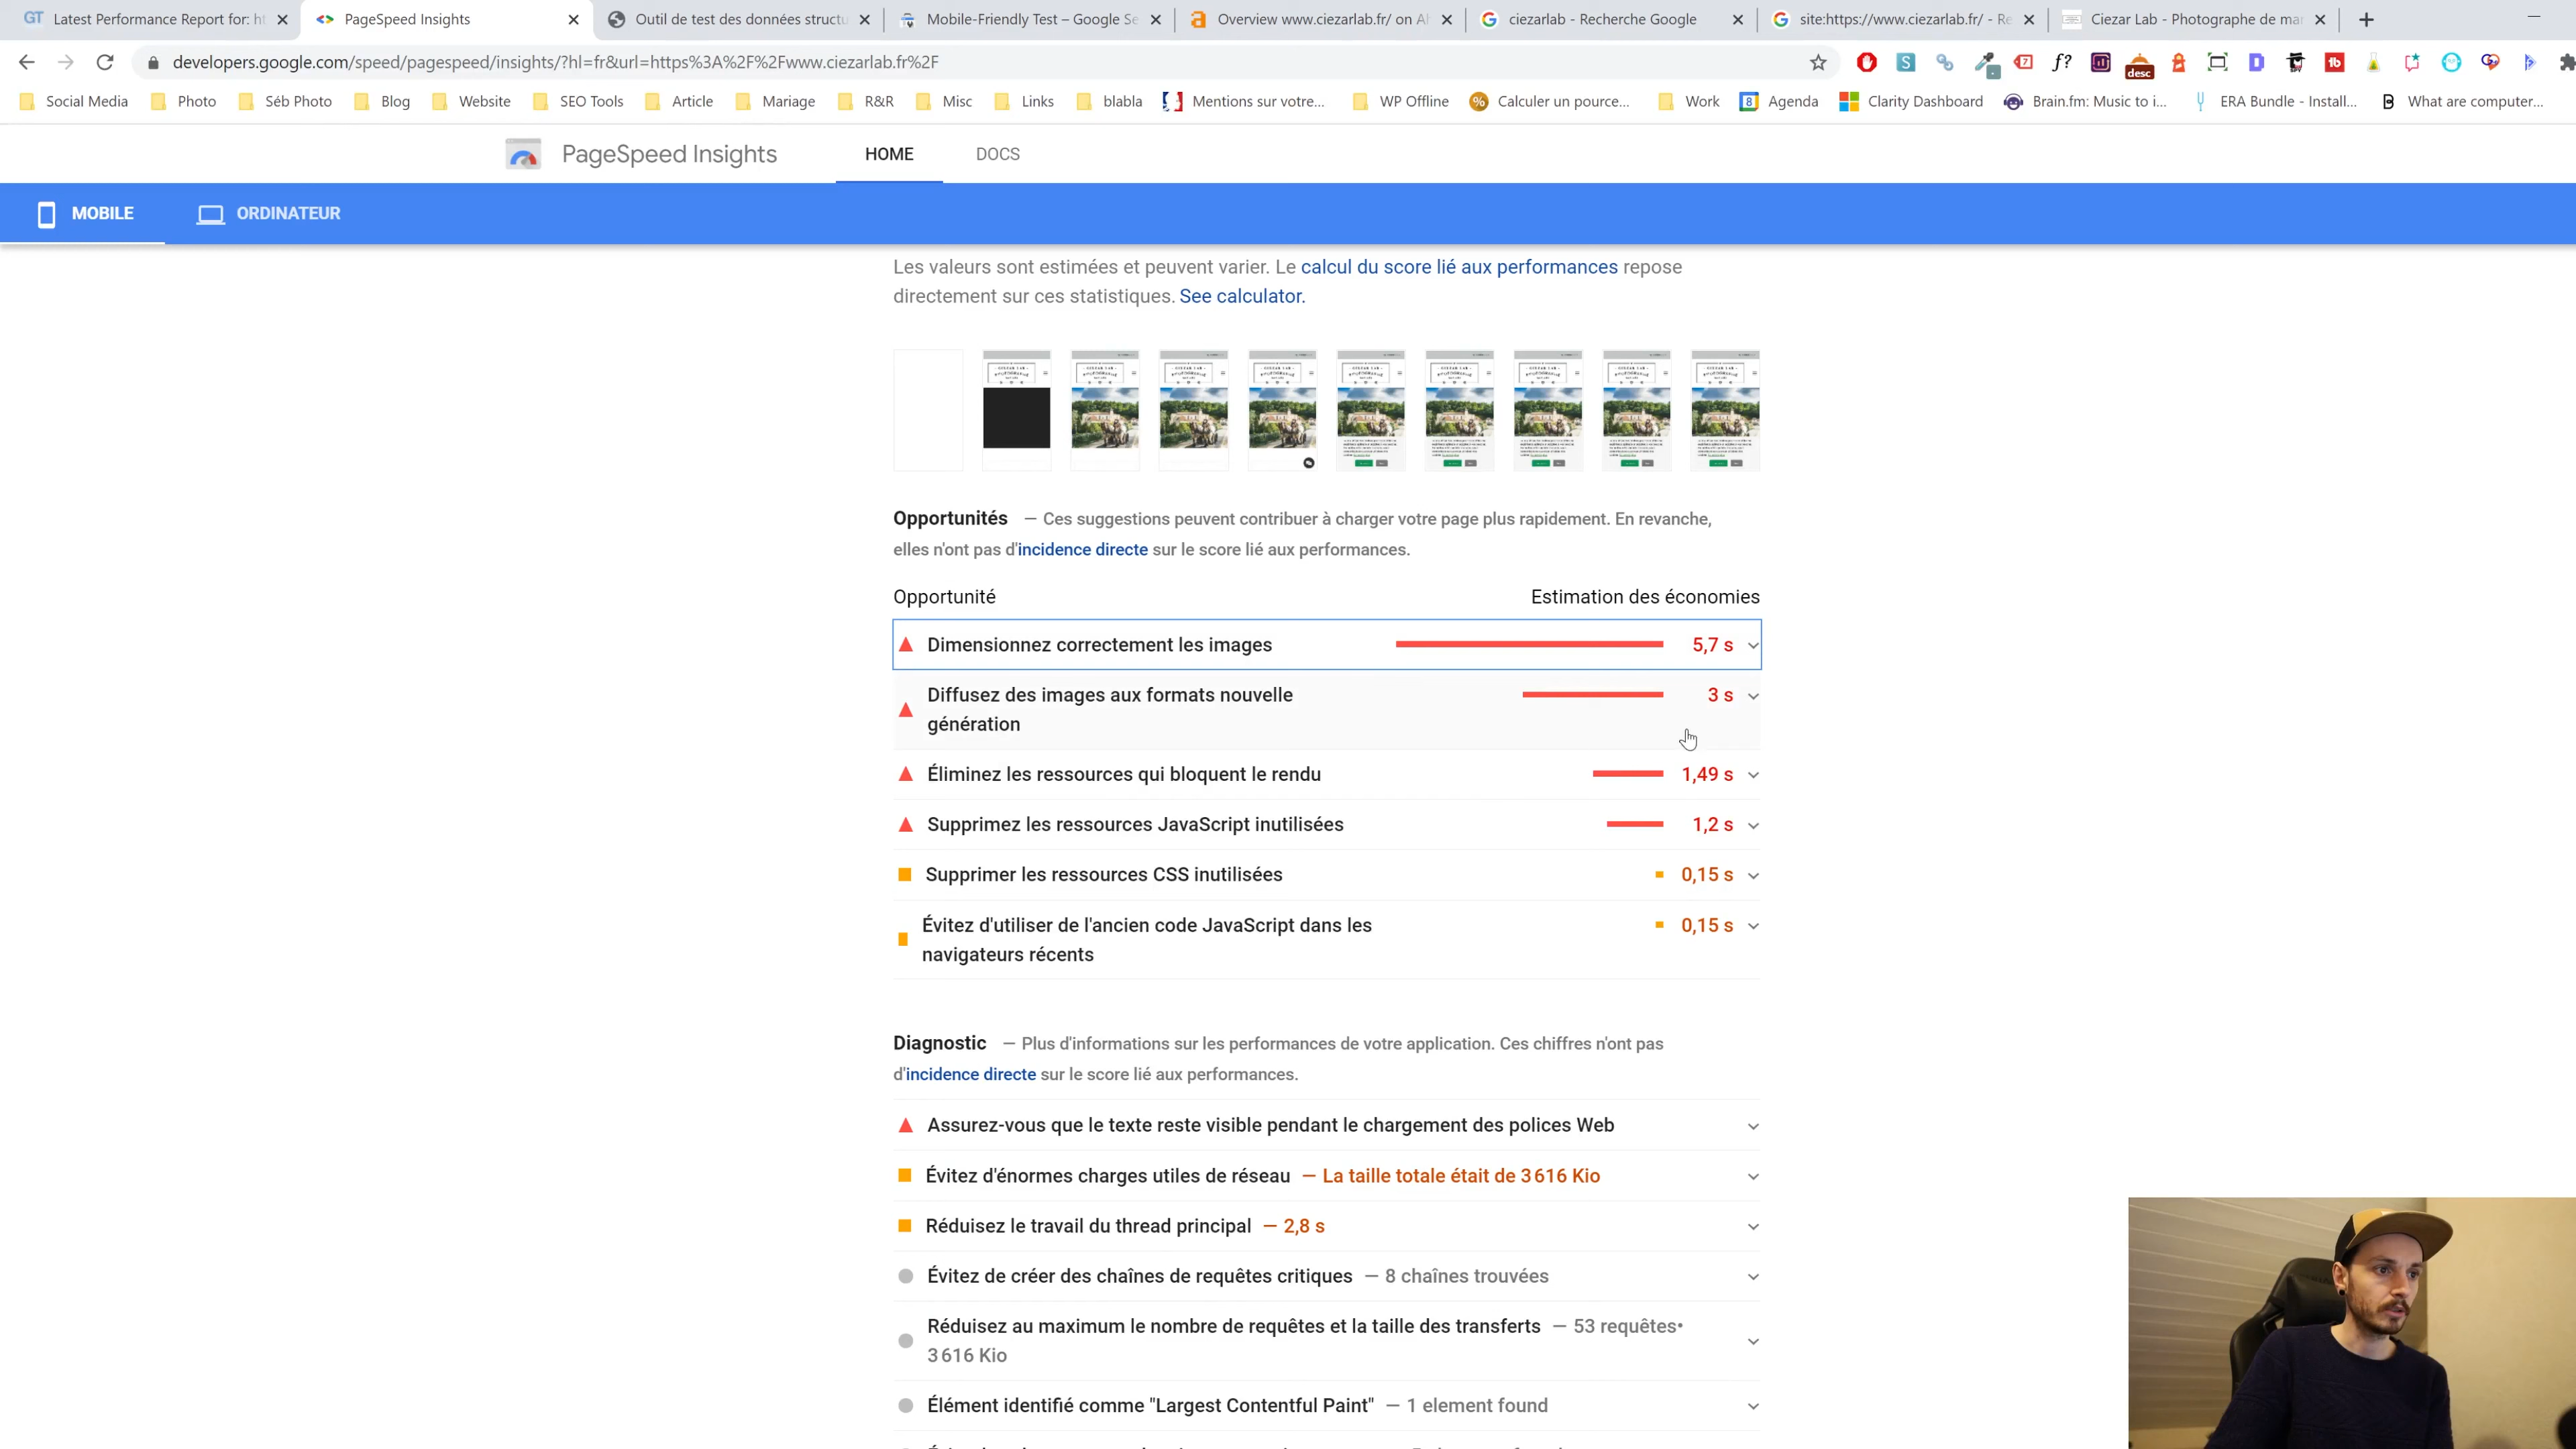 GT Latest Performance Report for: ht
PageSpeed Insights
Outil de test des données structu
Mobile-Friendly Test – Google Se
Overview www.ciezarlab.fr/ on Ah
ciezarlab - Recherche Google
site:https://www.ciezarlab.fr/ - Re
Ciezar Lab - Photographe de mar
developers.google.com/speed/pagespeed/insights/?hl=fr&url=https%3A%2F%2Fwww.ciezarlab.fr%2F
Social Media Photo Séb Photo Blog Website SEO Tools Article Mariage R&R Misc Links blabla Mentions sur votre... WP Offline Calculer un pource... Work Agenda Clarity Dashboard Brain.fm: Music to i... ERA Bundle - Install... What are computer...
PageSpeed Insights HOME DOCS
MOBILE ORDINATEUR
Les valeurs sont estimées et peuvent varier. Le calcul du score lié aux performances repose
directement sur ces statistiques. See calculator.
Opportunités — Ces suggestions peuvent contribuer à charger votre page plus rapidement. En revanche,
elles n'ont pas d'incidence directe sur le score lié aux performances.
Opportunité Estimation des économies
Dimensionnez correctement les images 5,7 s
Diffusez des images aux formats nouvelle 3 s
génération
Éliminez les ressources qui bloquent le rendu 1,49 s
Supprimez les ressources JavaScript inutilisées 1,2 s
Supprimer les ressources CSS inutilisées 0,15 s
Évitez d'utiliser de l'ancien code JavaScript dans les 0,15 s
navigateurs récents
Diagnostic — Plus d'informations sur les performances de votre application. Ces chiffres n'ont pas
d'incidence directe sur le score lié aux performances.
Assurez-vous que le texte reste visible pendant le chargement des polices Web
Évitez d'énormes charges utiles de réseau — La taille totale était de 3 616 Kio
Réduisez le travail du thread principal — 2,8 s
Évitez de créer des chaînes de requêtes critiques — 8 chaînes trouvées
Réduisez au maximum le nombre de requêtes et la taille des transferts — 53 requêtes•
3 616 Kio
Élément identifié comme "Largest Contentful Paint" — 1 element found